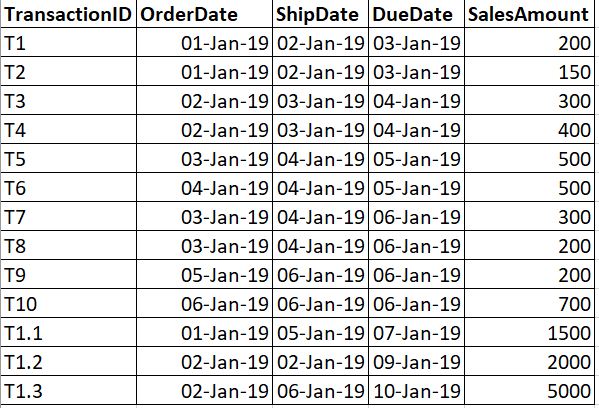 TransactionID OrderDate ShipDate DueDate SalesAmount
T1 01-Jan-19 02-Jan-19 03-Jan-19 200
T2 01-Jan-19 02-Jan-19 03-Jan-19 150
T3 02-Jan-19 03-Jan-19 04-Jan-19 300
T4 02-Jan-19 03-Jan-19 04-Jan-19 400
T5 03-Jan-19 04-Jan-19 05-Jan-19 500
T6 04-Jan-19 04-Jan-19 05-Jan-19 500
T7 03-Jan-19 04-Jan-19 06-Jan-19 300
T8 03-Jan-19 04-Jan-19 06-Jan-19 200
T9 05-Jan-19 06-Jan-19 06-Jan-19 200
T10 06-Jan-19 06-Jan-19 06-Jan-19 700
T1.1 01-Jan-19 05-Jan-19 07-Jan-19 1500
T1.2 02-Jan-19 02-Jan-19 09-Jan-19 2000
T1.3 02-Jan-19 06-Jan-19 10-Jan-19 5000